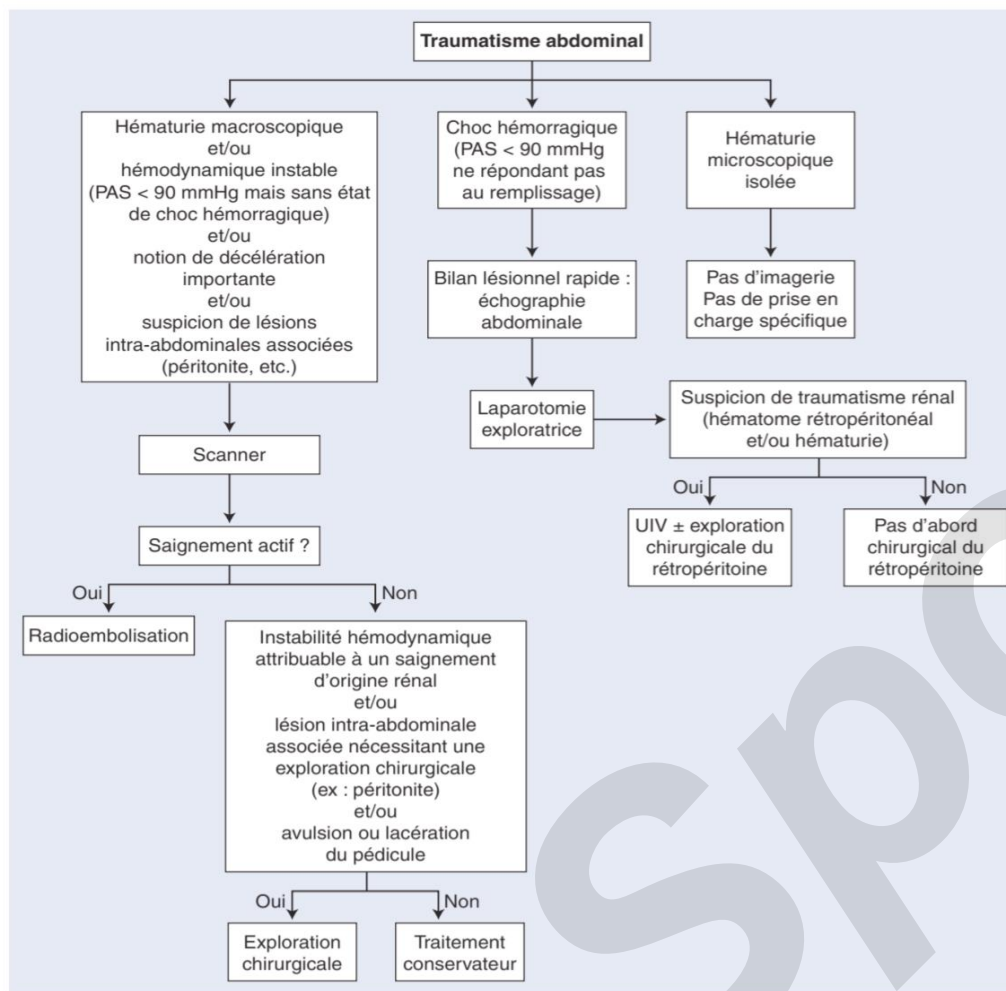 Traumatisme abdominal
Hématurie macroscopique
et/ou
hémodynamique instable
(PAS < 90 mmHg mais sans état
de choc hémorragique)
et/ou
notion de décélération
importante
et/ou
suspicion de lésions
intra-abdominales associées
(péritonite, etc.)
Choc hémorragique
(PAS < 90 mmHg
ne répondant pas
au remplissage)
Hématurie
microscopique
isolée
Bilan lésionnel rapide :
échographie
abdominale
Pas d'imagerie
Pas de prise en
charge spécifique
Laparotomie
exploratrice
Suspicion de traumatisme rénal
(hématome rétropéritonéal
et/ou hématurie)
Oui
Non
UIV ± exploration
chirurgicale du
rétropéritoine
Pas d'abord
chirurgical du
rétropéritoine
Scanner
Saignement actif ?
Oui
Non
Radioembolisation
Instabilité hémodynamique
attribuable à un saignement
d'origine rénal
et/ou
lésion intra-abdominale
associée nécessitant une
exploration chirurgicale
(ex : péritonite)
et/ou
avulsion ou lacération
du pédicule
Oui
Non
Exploration
chirurgicale
Traitement
conservateur
Spo